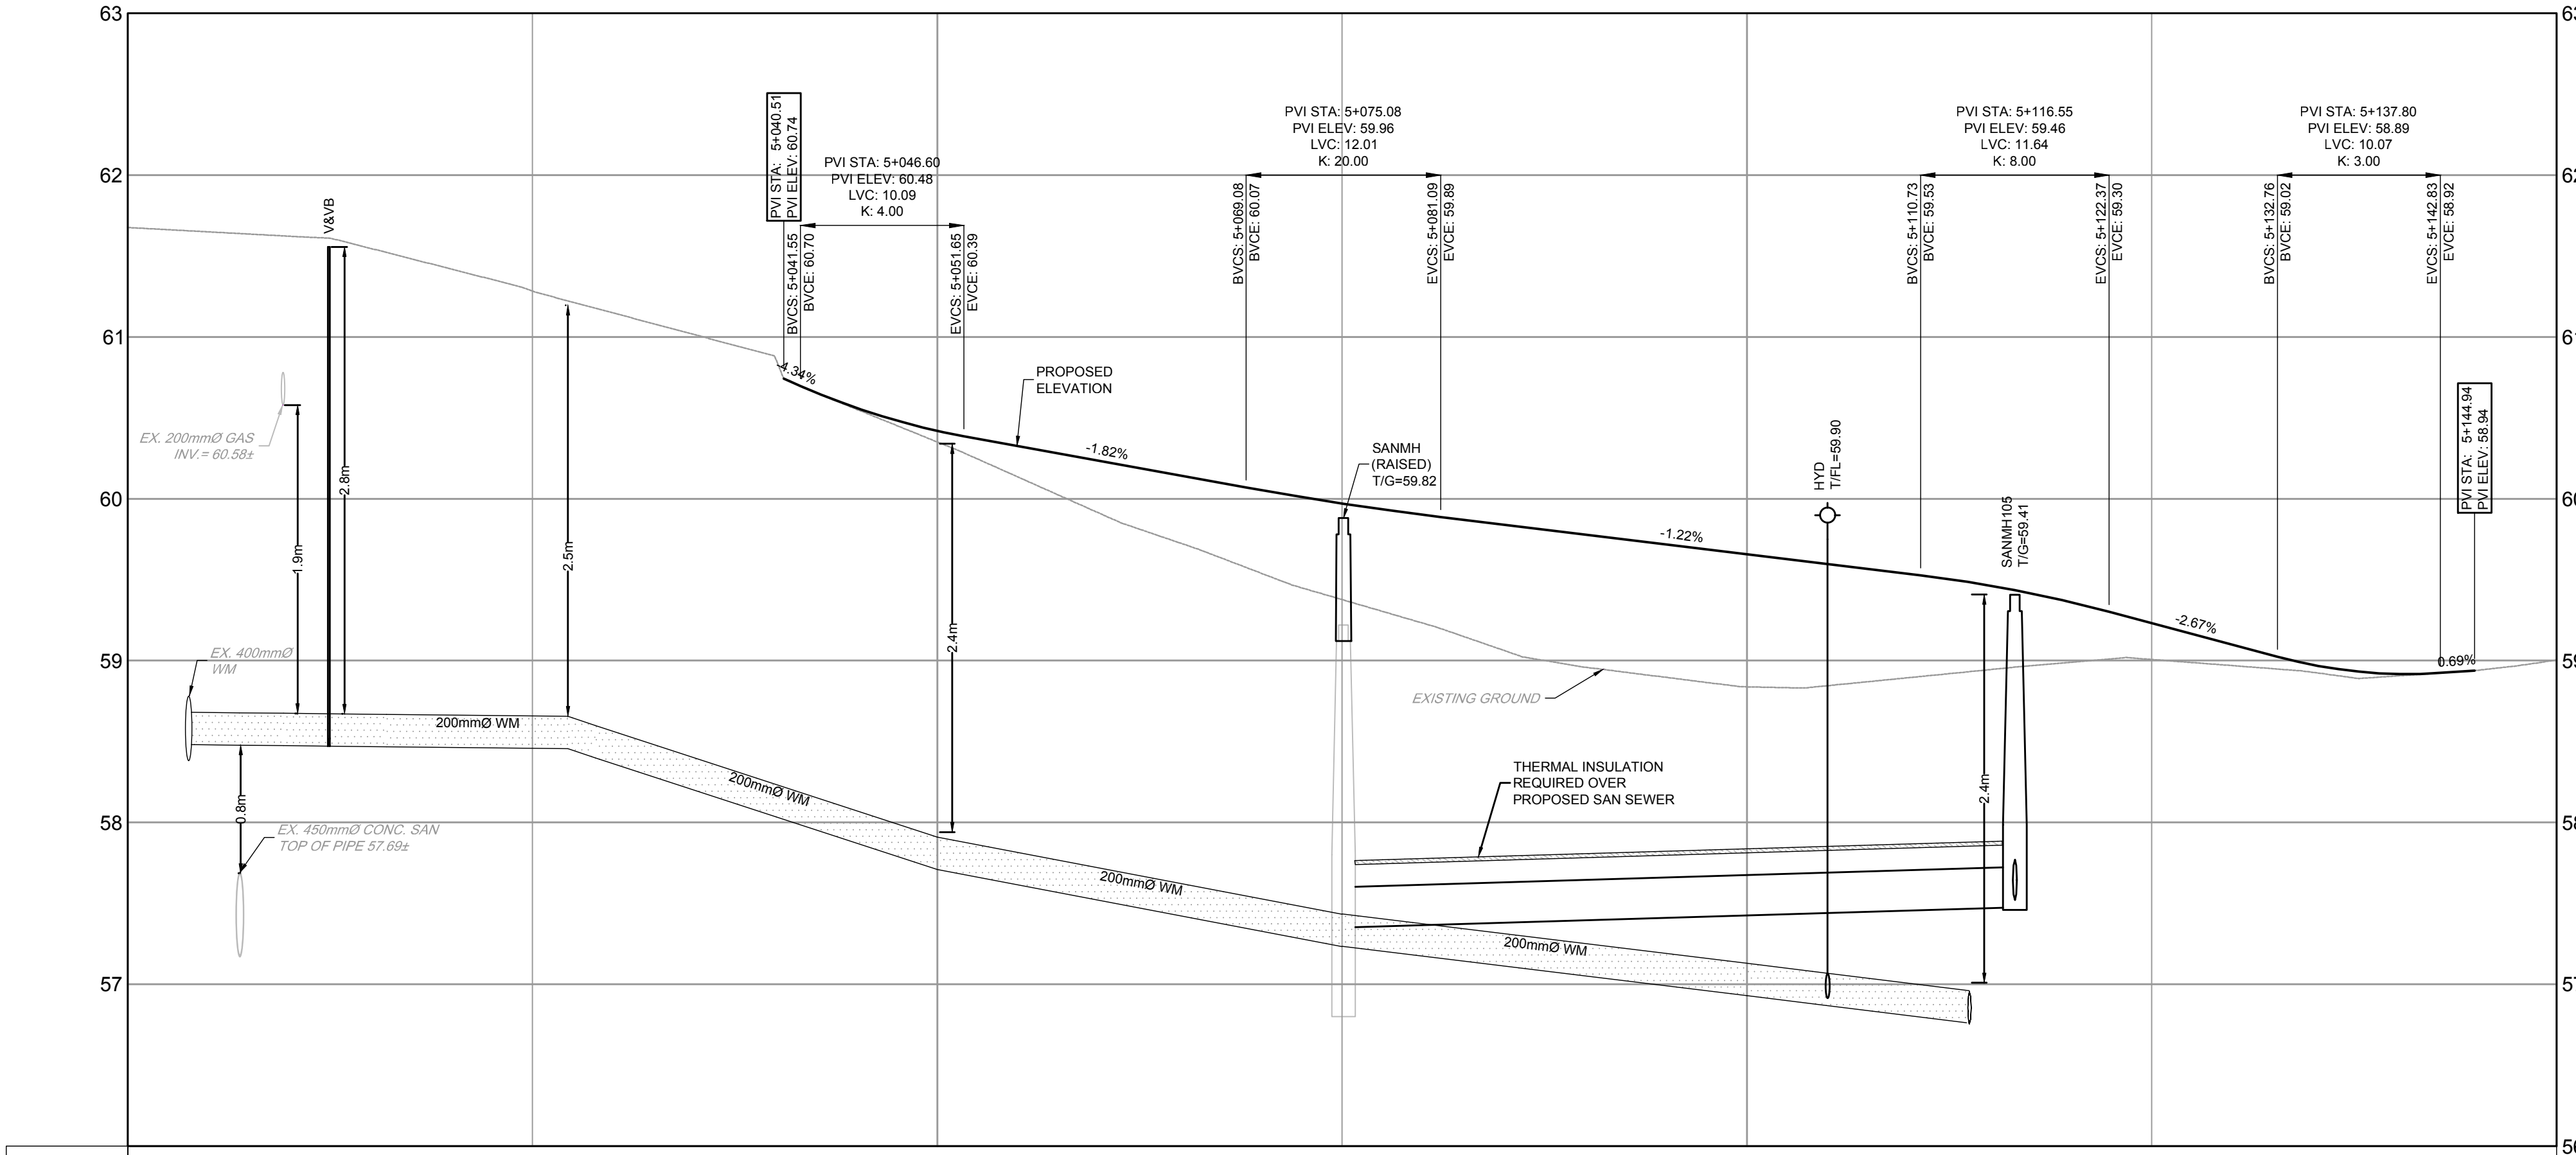 63
62
61
60
59
58
57
V&VB
EX. 200mmØ GAS
INV.= 60.58±
1.9m
2.8m
2.5m
EX. 400mmØ
WM
0.8m
EX. 450mmØ CONC. SAN
TOP OF PIPE 57.69±
200mmØ WM
200mmØ WM
200mmØ WM
200mmØ WM
PVI STA: 5+040.51
PVI ELEV: 60.74
PVI STA: 5+046.60
PVI ELEV: 60.48
LVC: 10.09
K: 4.00
BVCS: 5+041.55
BVCE: 60.70
EVCS: 5+051.65
EVCE: 60.39
-4.34%
PROPOSED
ELEVATION
-1.82%
2.4m
PVI STA: 5+075.08
PVI ELEV: 59.96
LVC: 12.01
K: 20.00
BVCS: 5+069.08
BVCE: 60.07
EVCS: 5+081.09
EVCE: 59.89
SANMH
(RAISED)
T/G=59.82
-1.22%
EXISTING GROUND
THERMAL INSULATION
REQUIRED OVER
PROPOSED SAN SEWER
HYD
T/FL=59.90
PVI STA: 5+116.55
PVI ELEV: 59.46
LVC: 11.64
K: 8.00
BVCS: 5+110.73
BVCE: 59.53
EVCS: 5+122.37
EVCE: 59.30
SANMH105
T/G=59.41
2.4m
-2.67%
PVI STA: 5+137.80
PVI ELEV: 58.89
LVC: 10.07
K: 3.00
BVCS: 5+132.76
BVCE: 59.02
EVCS: 5+142.83
EVCE: 58.92
0.69%
PVI STA: 5+144.94
PVI ELEV: 58.94